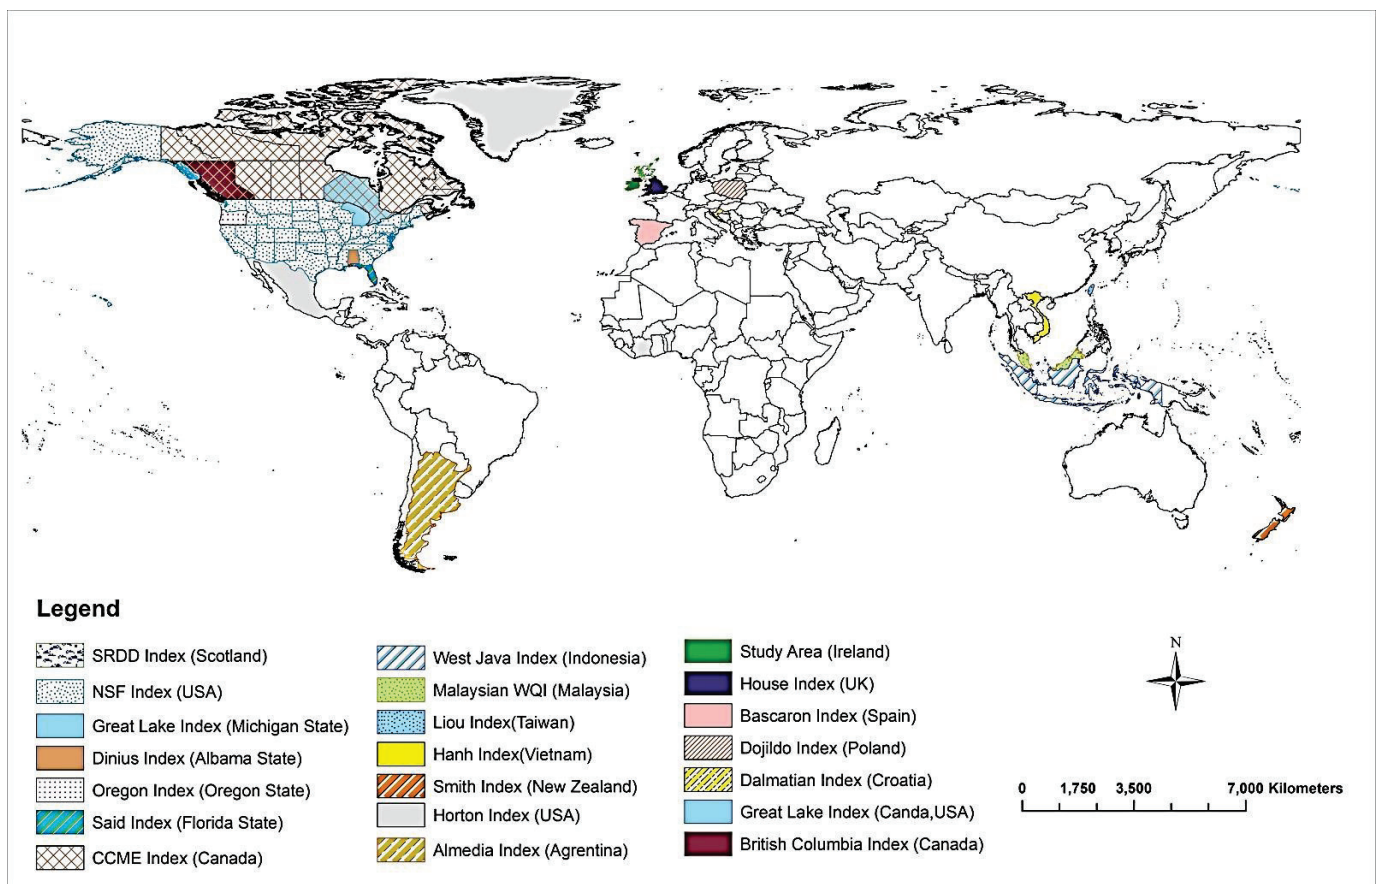 Legend
SRDD Index (Scotland)
NSF Index (USA)
Great Lake Index (Michigan State)
Dinius Index (Albama State)
Oregon Index (Oregon State)
Said Index (Florida State)
CCME Index (Canada)
West Java Index (Indonesia)
Malaysian WQI (Malaysia)
Liou Index(Taiwan)
Hanh Index(Vietnam)
Smith Index (New Zealand)
Horton Index (USA)
Almedia Index (Agrentina)
Study Area (Ireland)
House Index (UK)
Bascaron Index (Spain)
Dojildo Index (Poland)
Dalmatian Index (Croatia)
Great Lake Index (Canda,USA)
British Columbia Index (Canada)
N
0 1,750 3,500 7,000 Kilometers